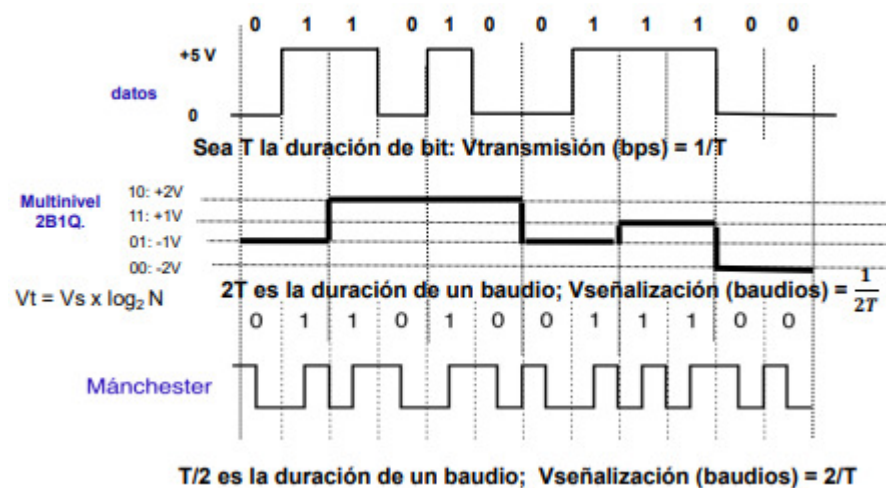 0 1 1 0 1 0 0 1 1 1 0 0
+5 V
datos
0
Sea T la duración de bit: Vtransmisión (bps) = 1/T
Multinivel
2B1Q.
10: +2V
11: +1V
01: -1V
00: -2V
Vt = Vs x log₂ N
2T es la duración de un baudio; Vseñalización (baudios) = 1/2T
0 1 1 0 1 0 0 1 1 1 0 0
Mánchester
T/2 es la duración de un baudio; Vseñalización (baudios) = 2/T